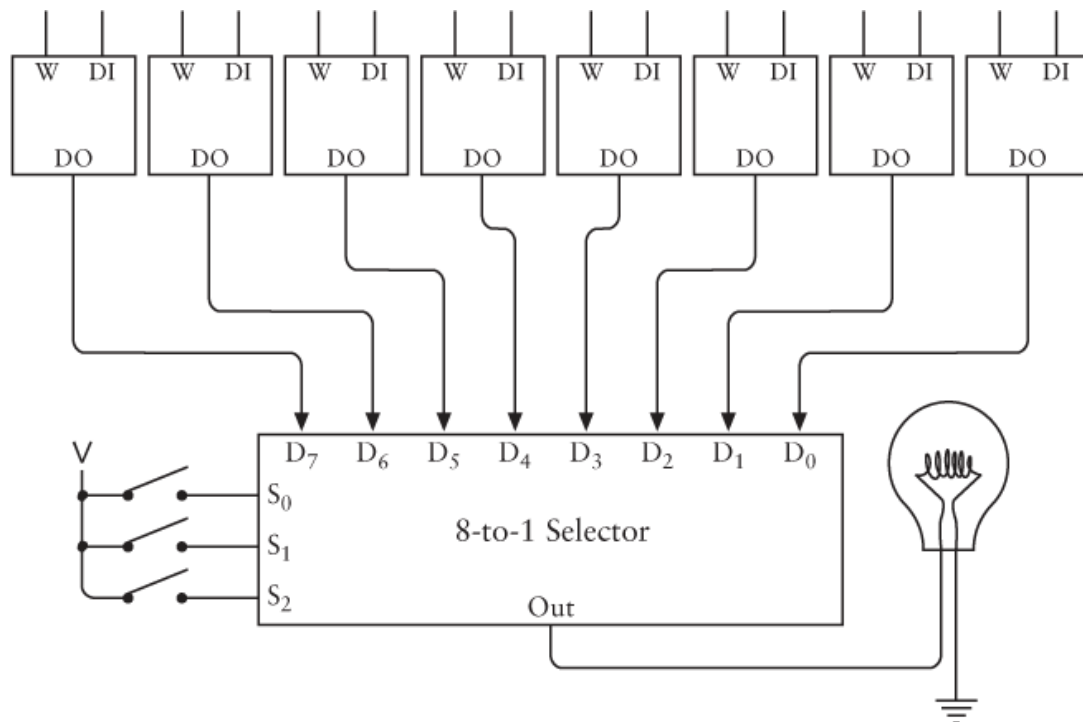 W DI W DI W DI W DI W DI W DI W DI W DI
DO DO DO DO DO DO DO DO
V
D₇ D₆ D₅ D₄ D₃ D₂ D₁ D₀
S₀
8-to-1 Selector
S₁
S₂
Out